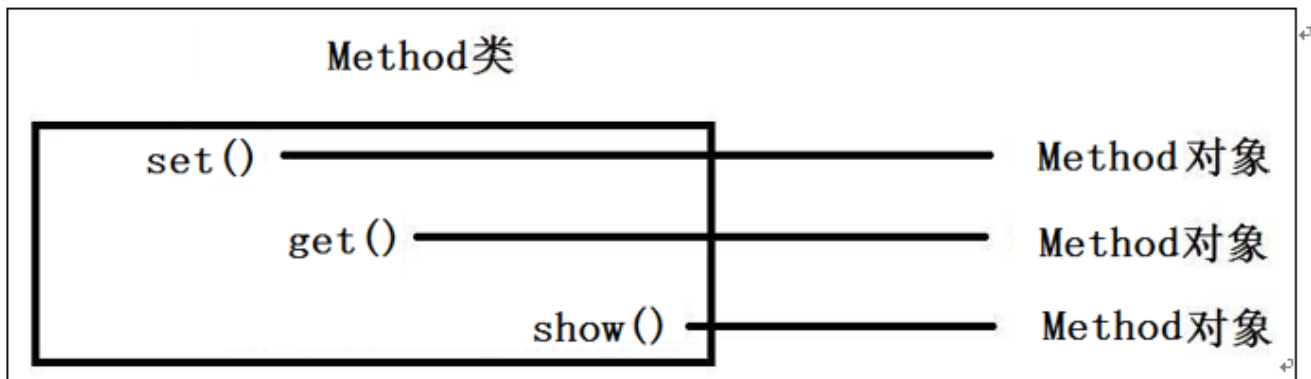 Method类
set() Method对象
get() Method对象
show() Method对象